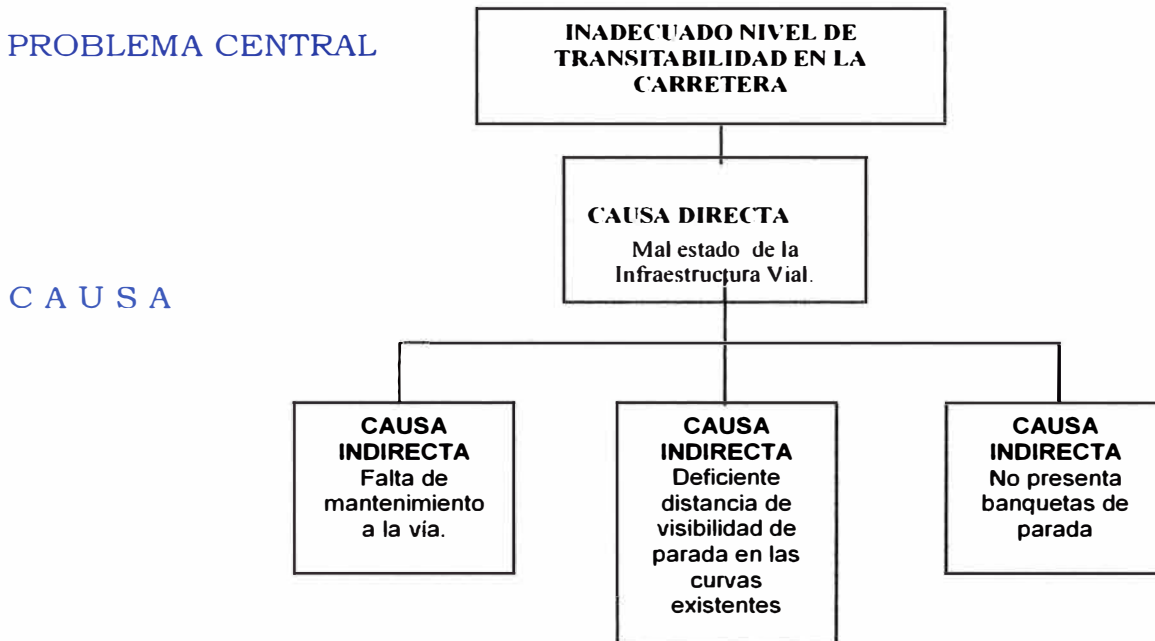 PROBLEMA CENTRAL
INADECUADO NIVEL DE
TRANSITABILIDAD EN LA
CARRETERA
CAUSA DIRECTA
Mal estado de la
Infraestructura Vial.
C A U S A
CAUSA
INDIRECTA
Falta de
mantenimiento
a la vía.
CAUSA
INDIRECTA
Deficiente
distancia de
visibilidad de
parada en las
curvas
existentes
CAUSA
INDIRECTA
No presenta
banquetas de
parada